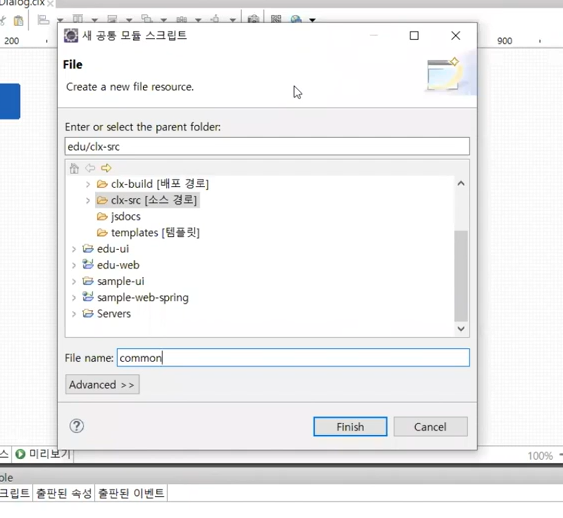 Dialog.clx
200
900
새 공통 모듈 스크립트
File
Create a new file resource.
Enter or select the parent folder:
edu/clx-src
clx-build [배포 경로]
clx-src [소스 경로]
jsdocs
templates [템플릿]
edu-ui
edu-web
sample-ui
sample-web-spring
Servers
File name: common
Advanced >>
Finish
Cancel
스 미리보기
100%
ble
크립트 출판된 속성 출판된 이벤트